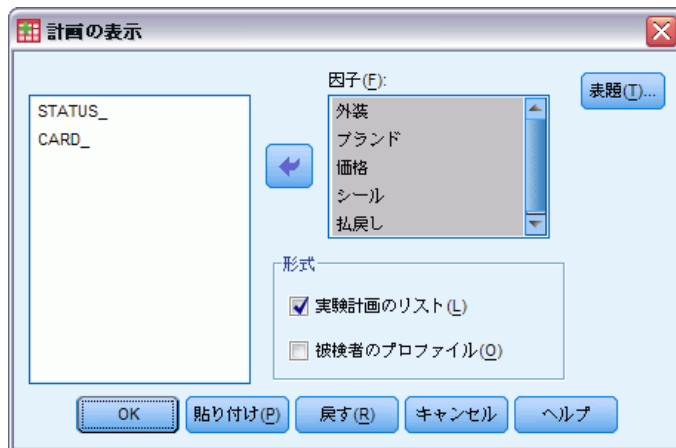 計画の表示
因子(F):
表題(T)...
STATUS_
CARD_
外装
ブランド
価格
シール
払戻し
形式
実験計画のリスト(L)
被検者のプロファイル(O)
OK
貼り付け(P)
戻す(R)
キャンセル
ヘルプ